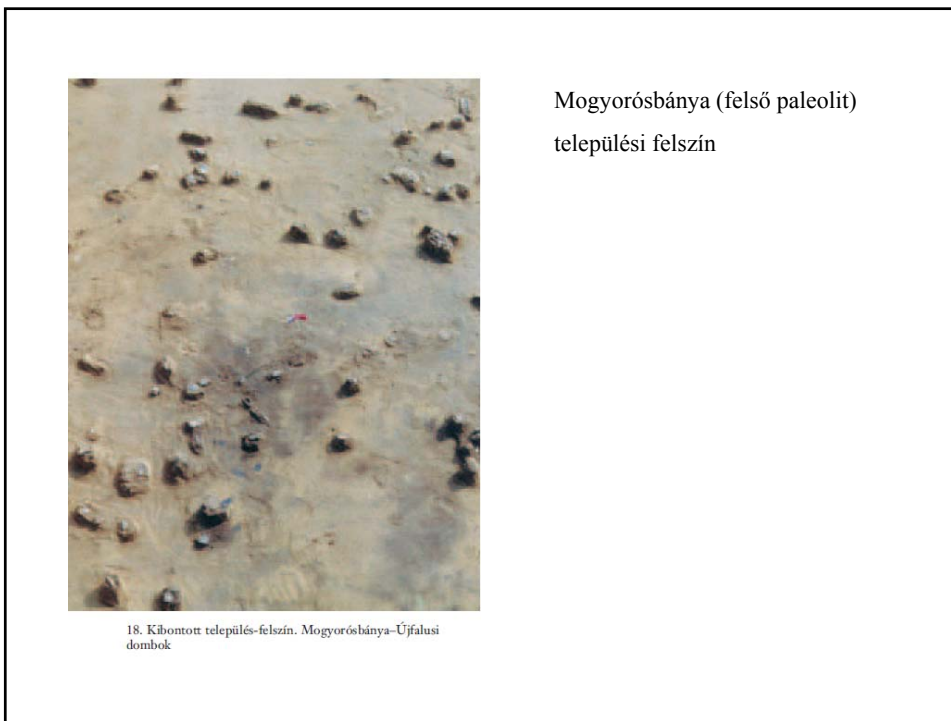 Mogyorósbánya (felső paleolit)
települési felszín
18. Kibontott település-felszín. Mogyorósbánya–Újfalusi
dombok